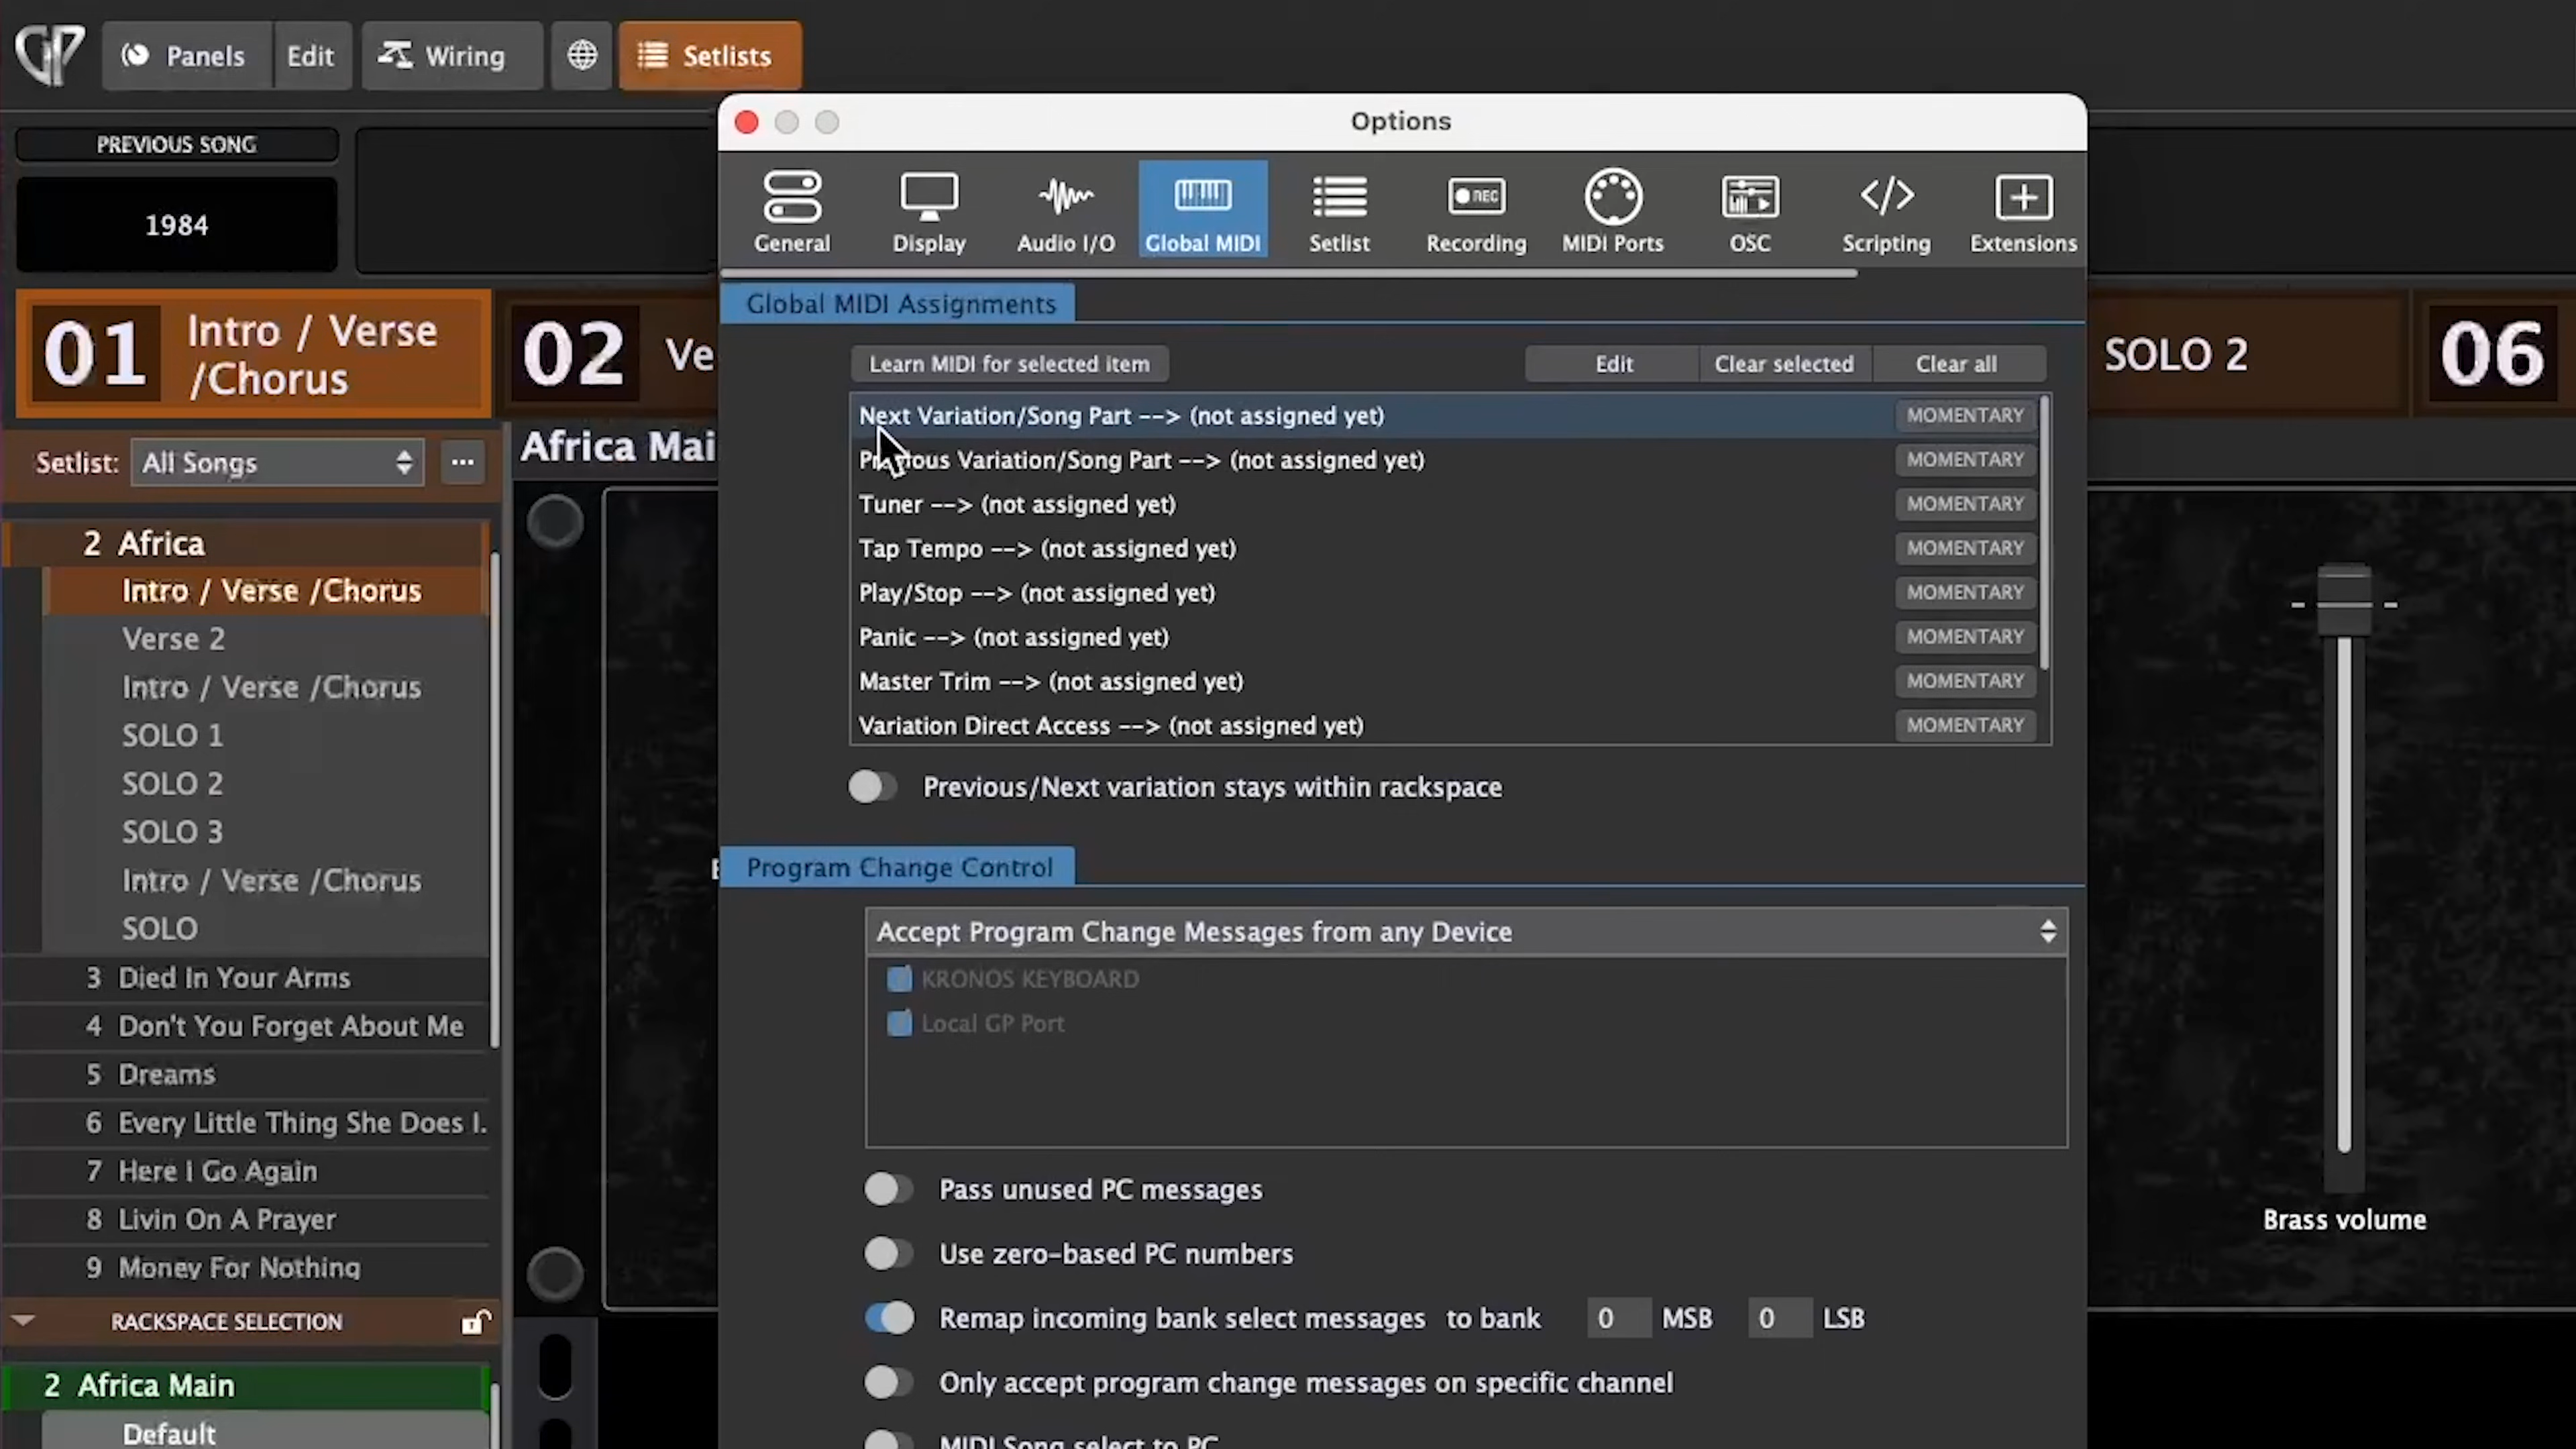 GP
Panels
Edit
Wiring
Setlists
Options
PREVIOUS SONG
1984
General
Display
Audio I/O
Global MIDI
Setlist
REC
Recording
MIDI Ports
OSC
Scripting
Extensions
Global MIDI Assignments
01
Intro / Verse
/Chorus
02
Ve
SOLO 2
06
Learn MIDI for selected item
Edit
Clear selected
Clear all
Next Variation/Song Part --> (not assigned yet)
MOMENTARY
Previous Variation/Song Part --> (not assigned yet)
MOMENTARY
Tuner --> (not assigned yet)
MOMENTARY
Tap Tempo --> (not assigned yet)
MOMENTARY
Play/Stop --> (not assigned yet)
MOMENTARY
Panic --> (not assigned yet)
MOMENTARY
Master Trim --> (not assigned yet)
MOMENTARY
Variation Direct Access --> (not assigned yet)
MOMENTARY
Previous/Next variation stays within rackspace
Program Change Control
Accept Program Change Messages from any Device
KRONOS KEYBOARD
Local GP Port
Pass unused PC messages
Use zero-based PC numbers
Remap incoming bank select messages to bank 0 MSB 0 LSB
Only accept program change messages on specific channel
MIDI Song select to PC
Setlist: All Songs ...
Africa Mai
2 Africa
Intro / Verse /Chorus
Verse 2
Intro / Verse /Chorus
SOLO 1
SOLO 2
SOLO 3
Intro / Verse /Chorus
SOLO
3 Died In Your Arms
4 Don't You Forget About Me
5 Dreams
6 Every Little Thing She Does I.
7 Here I Go Again
8 Livin On A Prayer
9 Money For Nothing
RACKSPACE SELECTION
2 Africa Main
Default
Brass volume